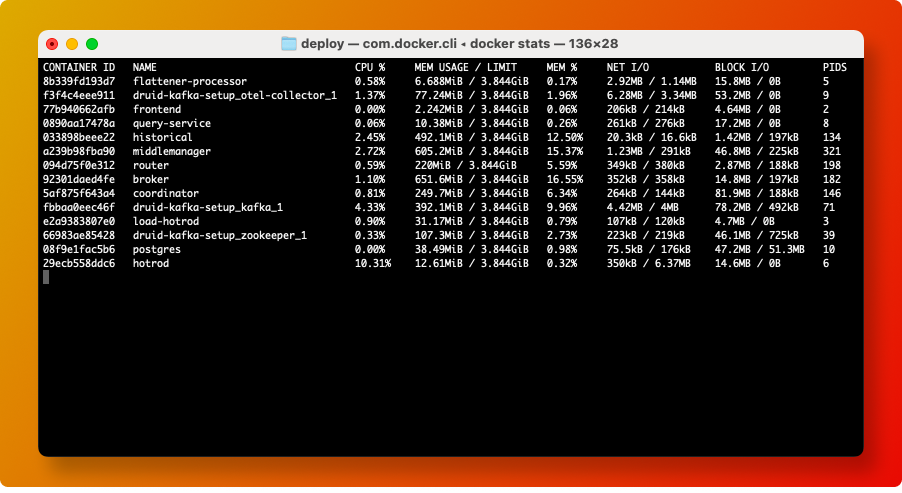 deploy — com.docker.cli ◂ docker stats — 136×28
CONTAINER ID NAME CPU % MEM USAGE / LIMIT MEM % NET I/O BLOCK I/O PIDS
8b339fd193d7 flattener-processor 0.58% 6.688MiB / 3.844GiB 0.17% 2.92MB / 1.14MB 15.8MB / 0B 5
f3f4c4eee911 druid-kafka-setup_otel-collector_1 1.37% 77.24MiB / 3.844GiB 1.96% 6.28MB / 3.34MB 53.2MB / 0B 9
77b940662afb frontend 0.00% 2.242MiB / 3.844GiB 0.06% 206kB / 214kB 4.64MB / 0B 2
0890aa17478a query-service 0.06% 10.38MiB / 3.844GiB 0.26% 261kB / 276kB 17.2MB / 0B 8
033898beee22 historical 2.45% 492.1MiB / 3.844GiB 12.50% 20.3kB / 16.6kB 1.42MB / 197kB 134
a239b98fba90 middlemanager 2.72% 605.2MiB / 3.844GiB 15.37% 1.23MB / 291kB 46.8MB / 225kB 321
094d75f0e312 router 0.59% 220MiB / 3.844GiB 5.59% 349kB / 380kB 2.87MB / 188kB 198
92301daed4fe broker 1.10% 651.6MiB / 3.844GiB 16.55% 352kB / 358kB 14.8MB / 197kB 182
5af875f643a4 coordinator 0.81% 249.7MiB / 3.844GiB 6.34% 264kB / 144kB 81.9MB / 188kB 146
fbbaa0eec46f druid-kafka-setup_kafka_1 4.33% 392.1MiB / 3.844GiB 9.96% 4.42MB / 4MB 78.2MB / 492kB 71
e2a9383807e0 load-hotrod 0.90% 31.17MiB / 3.844GiB 0.79% 107kB / 120kB 4.7MB / 0B 3
66983ae85428 druid-kafka-setup_zookeeper_1 0.33% 107.3MiB / 3.844GiB 2.73% 223kB / 219kB 46.1MB / 725kB 39
08f9e1fac5b6 postgres 0.00% 38.49MiB / 3.844GiB 0.98% 75.5kB / 176kB 47.2MB / 51.3MB 10
29ecb558ddc6 hotrod 10.31% 12.61MiB / 3.844GiB 0.32% 350kB / 6.37MB 14.6MB / 0B 6